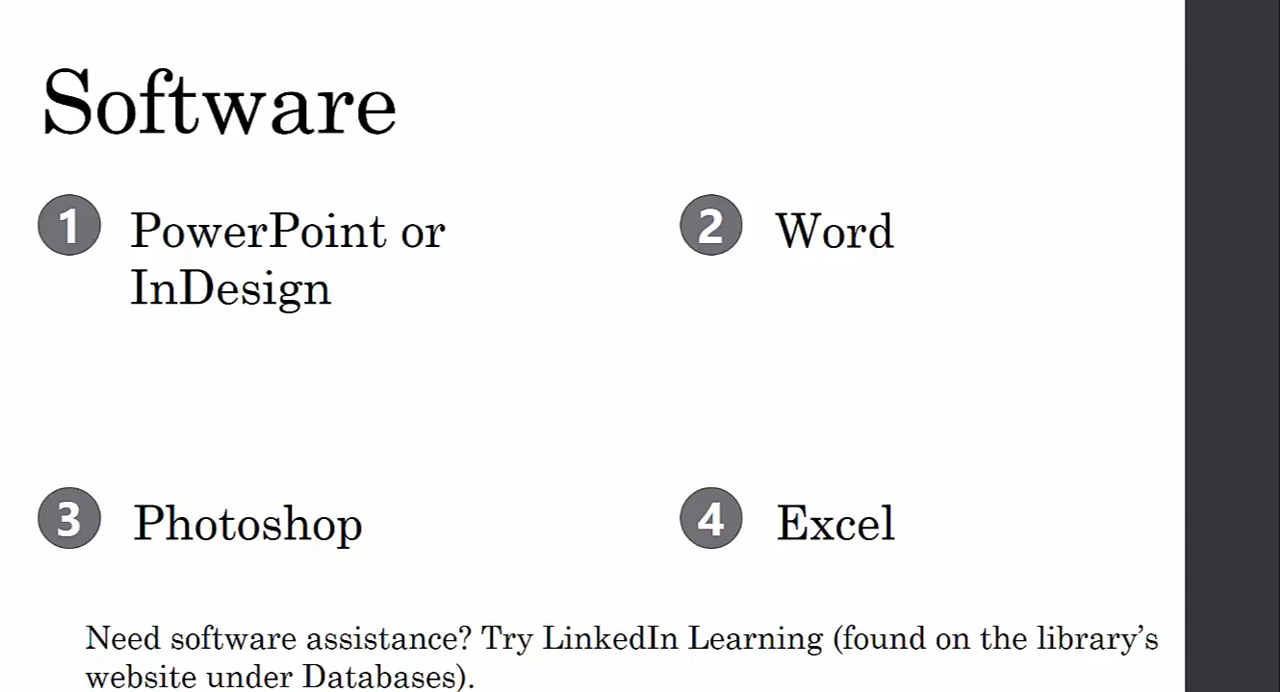 Software
1 PowerPoint or
InDesign
2 Word
3 Photoshop
4 Excel
Need software assistance? Try LinkedIn Learning (found on the library’s
website under Databases).